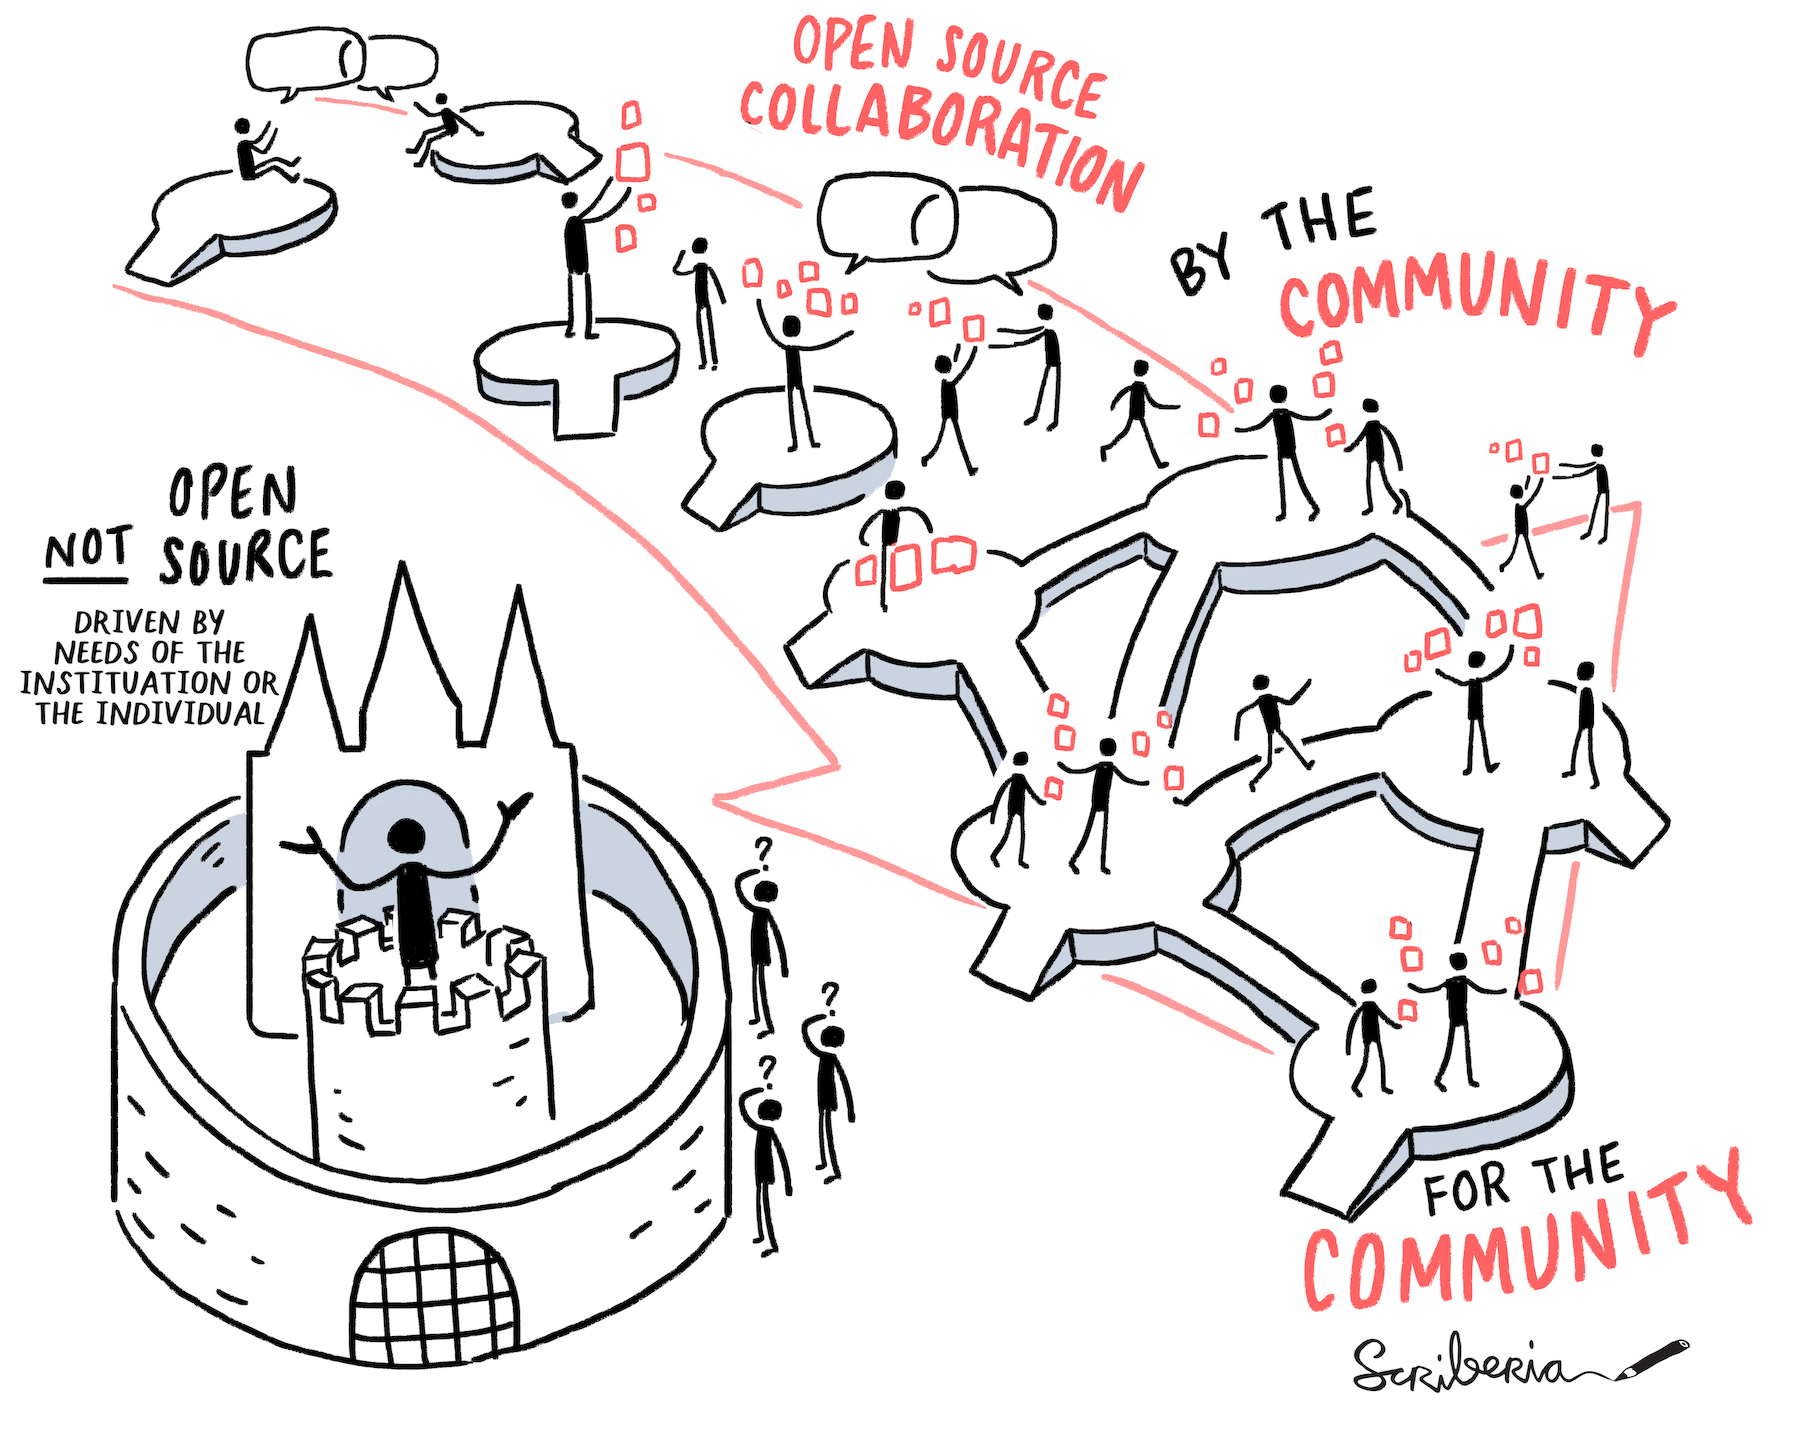 OPEN SOURCE
COLLABORATION
BY THE
COMMUNITY
OPEN
NOT SOURCE
DRIVEN BY
NEEDS OF THE
INSTITUATION OR
THE INDIVIDUAL
?
?
?
FOR THE
COMMUNITY
Scriberia